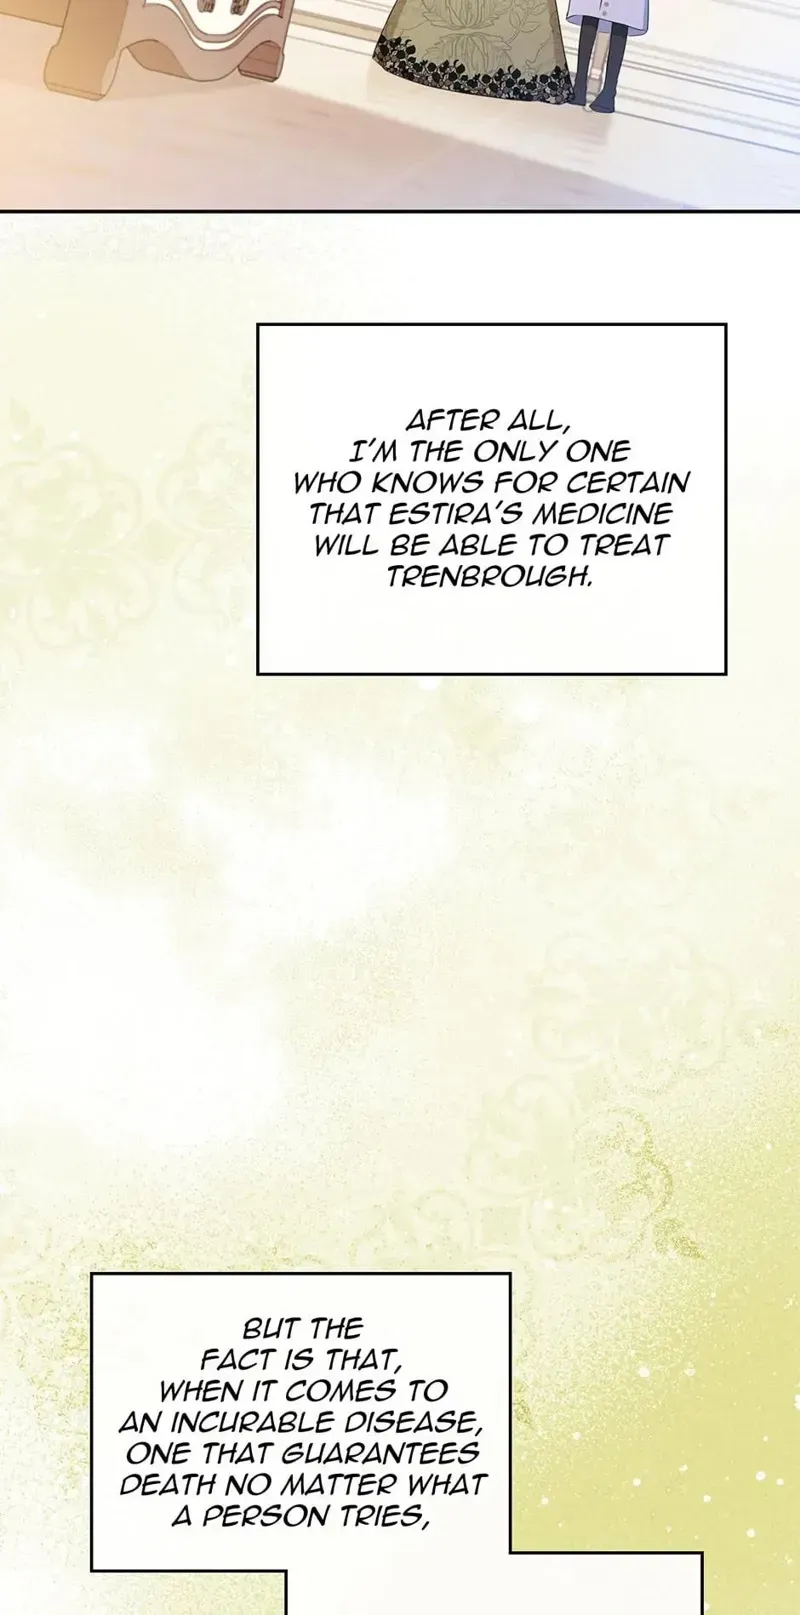 AFTER ALL,
I'M THE ONLY ONE
WHO KNOWS FOR CERTAIN
THAT ESTIRA'S MEDICINE
WILL BE ABLE TO TREAT
TRENBROUGH.
BUT THE
FACT IS THAT,
WHEN IT COMES TO
AN INCURABLE DISEASE,
ONE THAT GUARANTEES
DEATH NO MATTER WHAT
A PERSON TRIES,